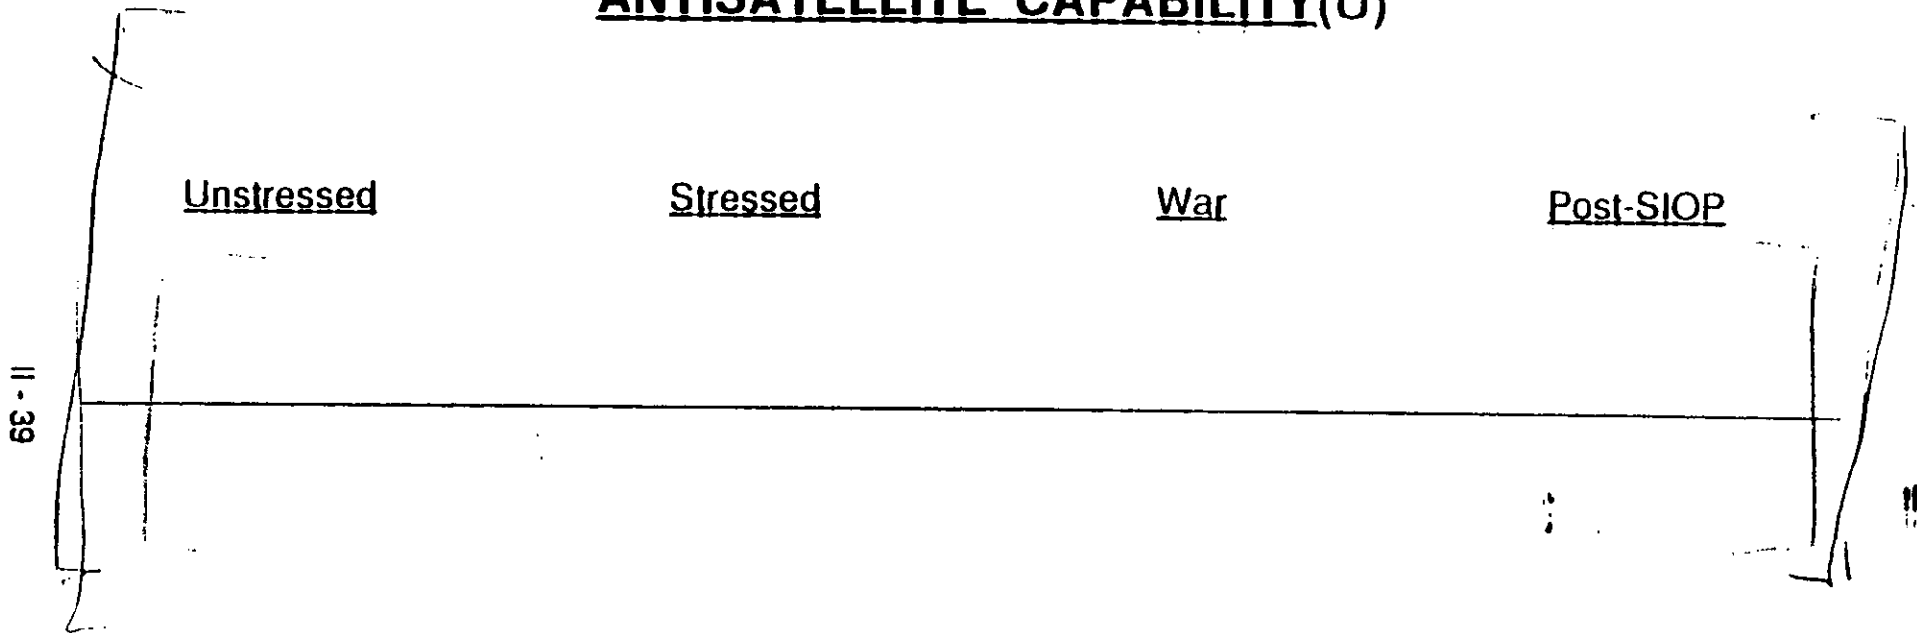 ANTISATELLITE CAPABILITY(U)
Unstressed Stressed War Post-SIOP
II - 39